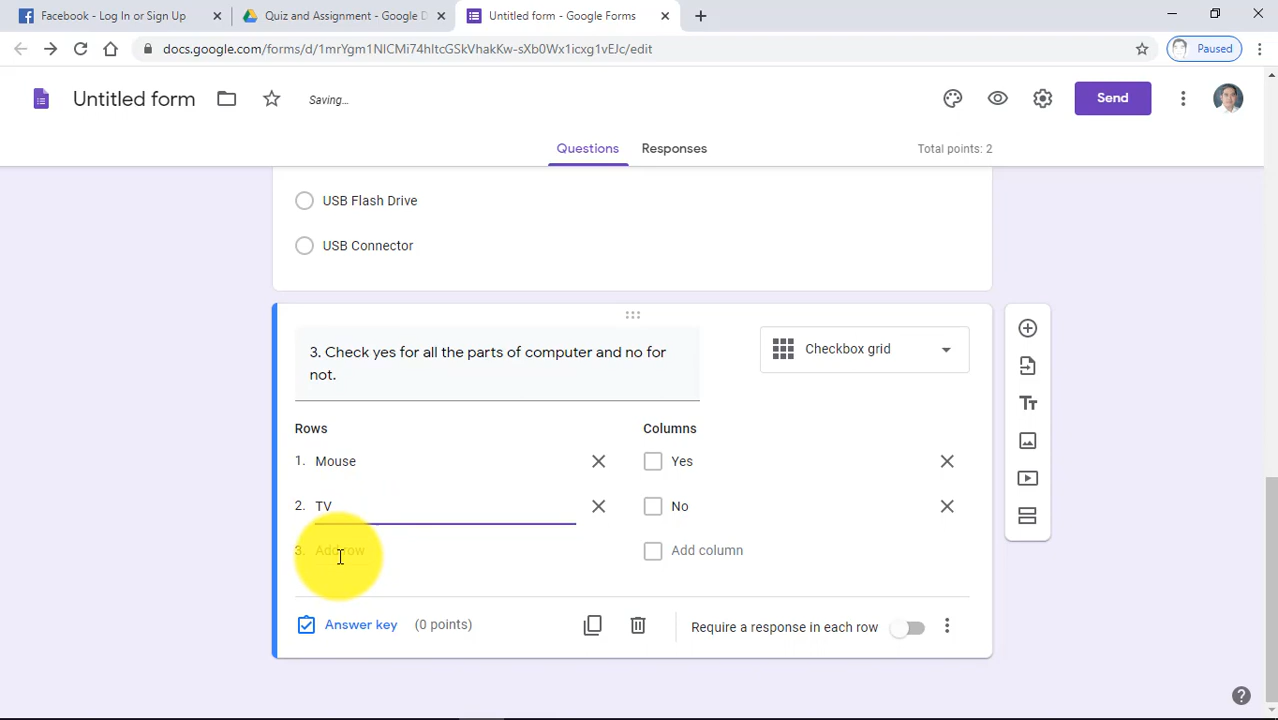 Facebook - Log In or Sign Up
Quiz and Assignment - Google D
Untitled form - Google Forms
docs.google.com/forms/d/1mrYgm1NlCMi74hItcGSkVhakKw-sXb0Wx1icxg1vEJc/edit
Paused
Untitled form
Saving...
Send
Questions
Responses
Total points: 2
USB Flash Drive
USB Connector
3. Check yes for all the parts of computer and no for
not.
Checkbox grid
Rows
Columns
1. Mouse
Yes
2. TV
No
3. Add row
Add column
Answer key
(0 points)
Require a response in each row